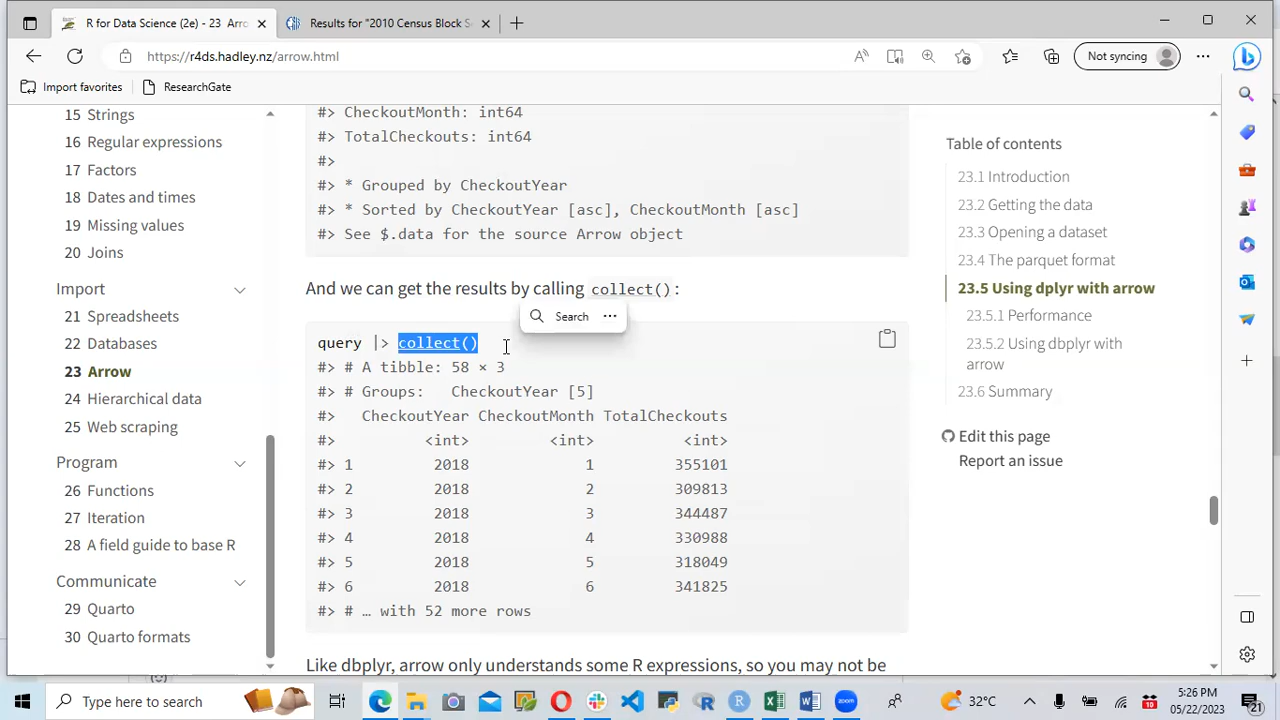 R for Data Science (2e) - 23 Arro
Results for "2010 Census Block S
https://r4ds.hadley.nz/arrow.html
Not syncing
Import favorites
ResearchGate
15 Strings
16 Regular expressions
17 Factors
18 Dates and times
19 Missing values
20 Joins
Import
21 Spreadsheets
22 Databases
23 Arrow
24 Hierarchical data
25 Web scraping
Program
26 Functions
27 Iteration
28 A field guide to base R
Communicate
29 Quarto
30 Quarto formats
#> CheckoutMonth: int64
#> TotalCheckouts: int64
#>
#> * Grouped by CheckoutYear
#> * Sorted by CheckoutYear [asc], CheckoutMonth [asc]
#> See $.data for the source Arrow object
And we can get the results by calling collect():
Search
query |> collect()
#> # A tibble: 58 × 3
#> # Groups: CheckoutYear [5]
#> CheckoutYear CheckoutMonth TotalCheckouts
#> <int> <int> <int>
#> 1 2018 1 355101
#> 2 2018 2 309813
#> 3 2018 3 344487
#> 4 2018 4 330988
#> 5 2018 5 318049
#> 6 2018 6 341825
#> # … with 52 more rows
Like dbplyr, arrow only understands some R expressions, so you may not be
Table of contents
23.1 Introduction
23.2 Getting the data
23.3 Opening a dataset
23.4 The parquet format
23.5 Using dplyr with arrow
23.5.1 Performance
23.5.2 Using dbplyr with
arrow
23.6 Summary
Edit this page
Report an issue
Type here to search
32°C
5:26 PM
05/22/2023
21